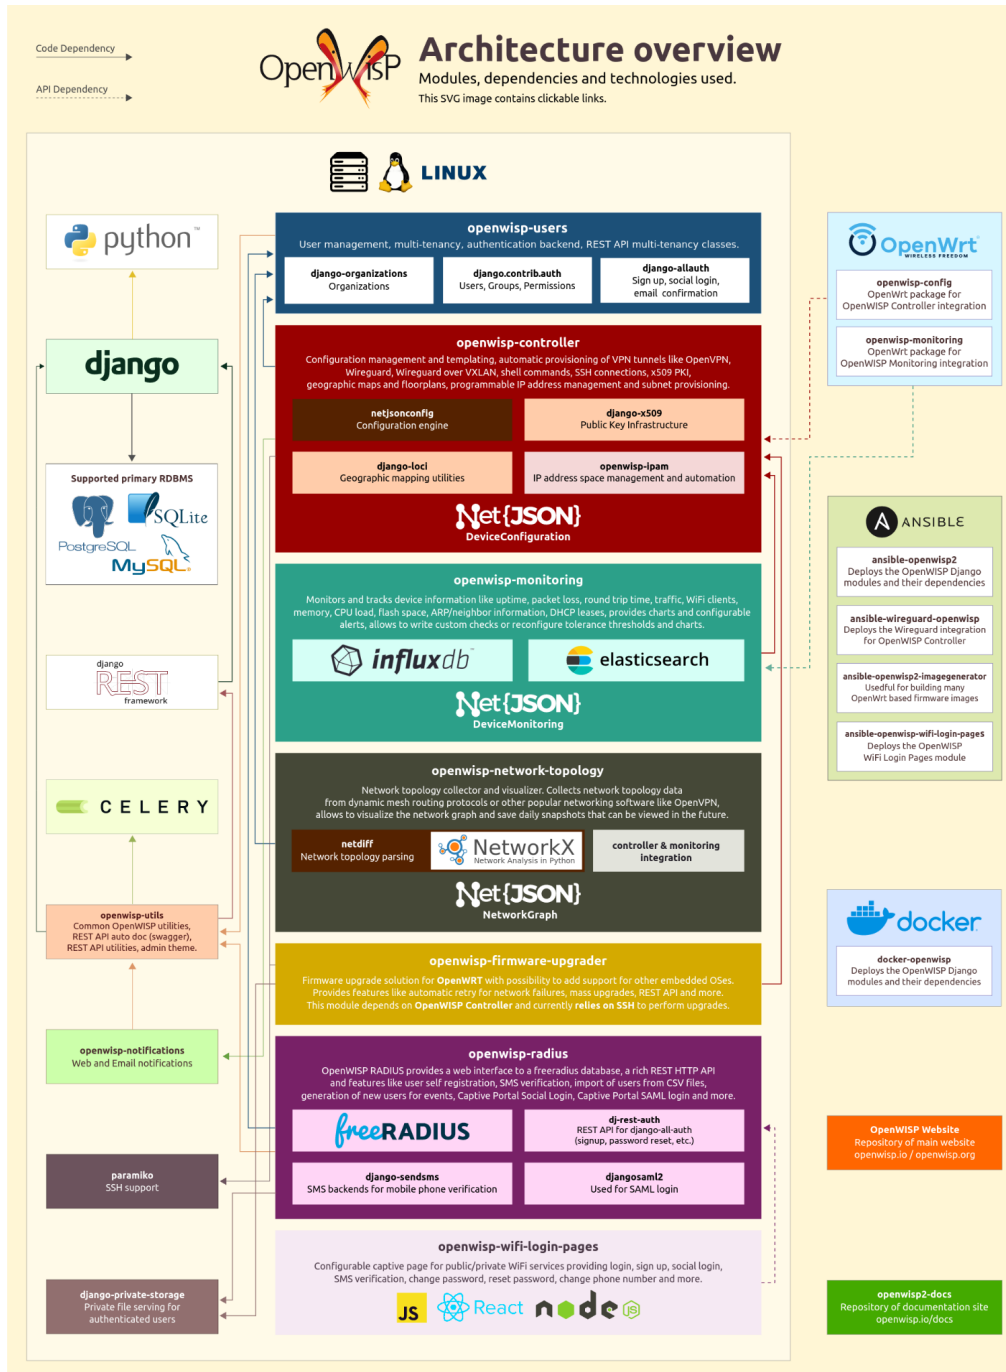 Code Dependency
API Dependency
OpenWISP
Architecture overview
Modules, dependencies and technologies used.
This SVG image contains clickable links.
LINUX
python™
django
Supported primary RDBMS
PostgreSQL
SQLite
MySQL®
django
REST
framework
CELERY
openwisp-utils
Common OpenWISP utilities,
REST API auto doc (swagger),
REST API utilities, admin theme.
openwisp-notifications
Web and Email notifications
paramiko
SSH support
django-private-storage
Private file serving for
authenticated users
openwisp-users
User management, multi-tenancy, authentication backend, REST API multi-tenancy classes.
django-organizations
Organizations
django.contrib.auth
Users, Groups, Permissions
django-allauth
Sign up, social login,
email confirmation
openwisp-controller
Configuration management and templating, automatic provisioning of VPN tunnels like OpenVPN,
Wireguard, Wireguard over VXLAN, shell commands, SSH connections, x509 PKI,
geographic maps and floorplans, programmable IP address management and subnet provisioning.
netjsonconfig
Configuration engine
django-x509
Public Key Infrastructure
django-loci
Geographic mapping utilities
openwisp-ipam
IP address space management and automation
Net{JSON}
DeviceConfiguration
openwisp-monitoring
Monitors and tracks device information like uptime, packet loss, round trip time, traffic, WiFi clients,
memory, CPU load, flash space, ARP/neighbor information, DHCP leases, provides charts and configurable
alerts, allows to write custom checks or reconfigure tolerance thresholds and charts.
influxdb
elasticsearch
Net{JSON}
DeviceMonitoring
openwisp-network-topology
Network topology collector and visualizer. Collects network topology data
from dynamic mesh routing protocols or other popular networking software like OpenVPN,
allows to visualize the network graph and save daily snapshots that can be viewed in the future.
netdiff
Network topology parsing
NetworkX
Network Analysis in Python
controller & monitoring
integration
Net{JSON}
NetworkGraph
openwisp-firmware-upgrader
Firmware upgrade solution for OpenWRT with possibility to add support for other embedded OSes.
Provides features like automatic retry for network failures, mass upgrades, REST API and more.
This module depends on OpenWISP Controller and currently relies on SSH to perform upgrades.
openwisp-radius
OpenWISP RADIUS provides a web interface to a freeradius database, a rich REST HTTP API
and features like user self registration, SMS verification, import of users from CSV files,
generation of new users for events, Captive Portal Social Login, Captive Portal SAML login and more.
freeRADIUS
dj-rest-auth
REST API for django-all-auth
(signup, password reset, etc.)
django-sendsms
SMS backends for mobile phone verification
djangosaml2
Used for SAML login
openwisp-wifi-login-pages
Configurable captive page for public/private WiFi services providing login, sign up, social login,
SMS verification, change password, reset password, change phone number and more.
JS
React
node
JS
OpenWrt
WIRELESS FREEDOM
openwisp-config
OpenWrt package for
OpenWISP Controller integration
openwisp-monitoring
OpenWrt package for
OpenWISP Monitoring integration
A ANSIBLE
ansible-openwisp2
Deploys the OpenWISP Django
modules and their dependencies
ansible-wireguard-openwisp
Deploys the Wireguard integration
for OpenWISP Controller
ansible-openwisp2-imagegenerator
Usedful for building many
OpenWrt based firmware images
ansible-openwisp-wifi-login-pages
Deploys the OpenWISP
WiFi Login Pages module
docker
docker-openwisp
Deploys the OpenWISP Django
modules and their dependencies
OpenWISP Website
Repository of main website
openwisp.io / openwisp.org
openwisp2-docs
Repository of documentation site
openwisp.io/docs